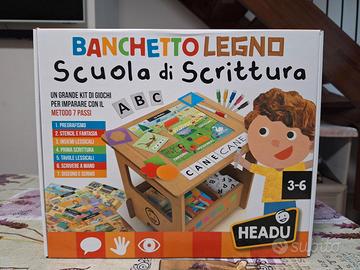 BANCHETTO LEGNO
Scuola di Scrittura
UN GRANDE KIT DI GIOCHI
PER IMPARARE CON IL
METODO 7 PASSI
1. PREGRAFISMO
2. STENCIL E FANTASIA
3. INSIEMI LESSICALI
4. PRIMA SCRITTURA
5. TAVOLE LESSICALI
6. SCRIVERE A MANO
7. DISEGNO E SCRIVO
A B C
CANE CANE
3-6
HEADU
subito